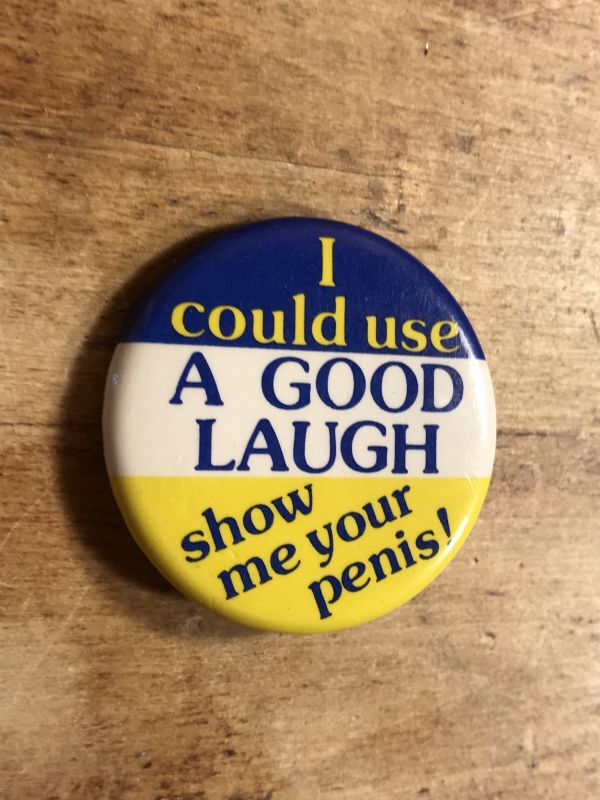 I
could use
A GOOD
LAUGH
show
me your
penis!